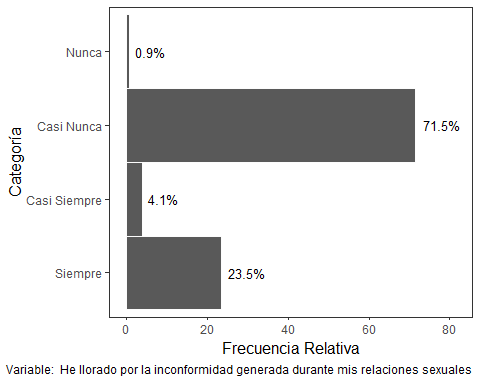 Nunca
0.9%
Casi Nunca
71.5%
Casi Siempre
4.1%
Siempre
23.5%
Categoría
0
20
40
60
80
Frecuencia Relativa
Variable:  He llorado por la inconformidad generada durante mis relaciones sexuales